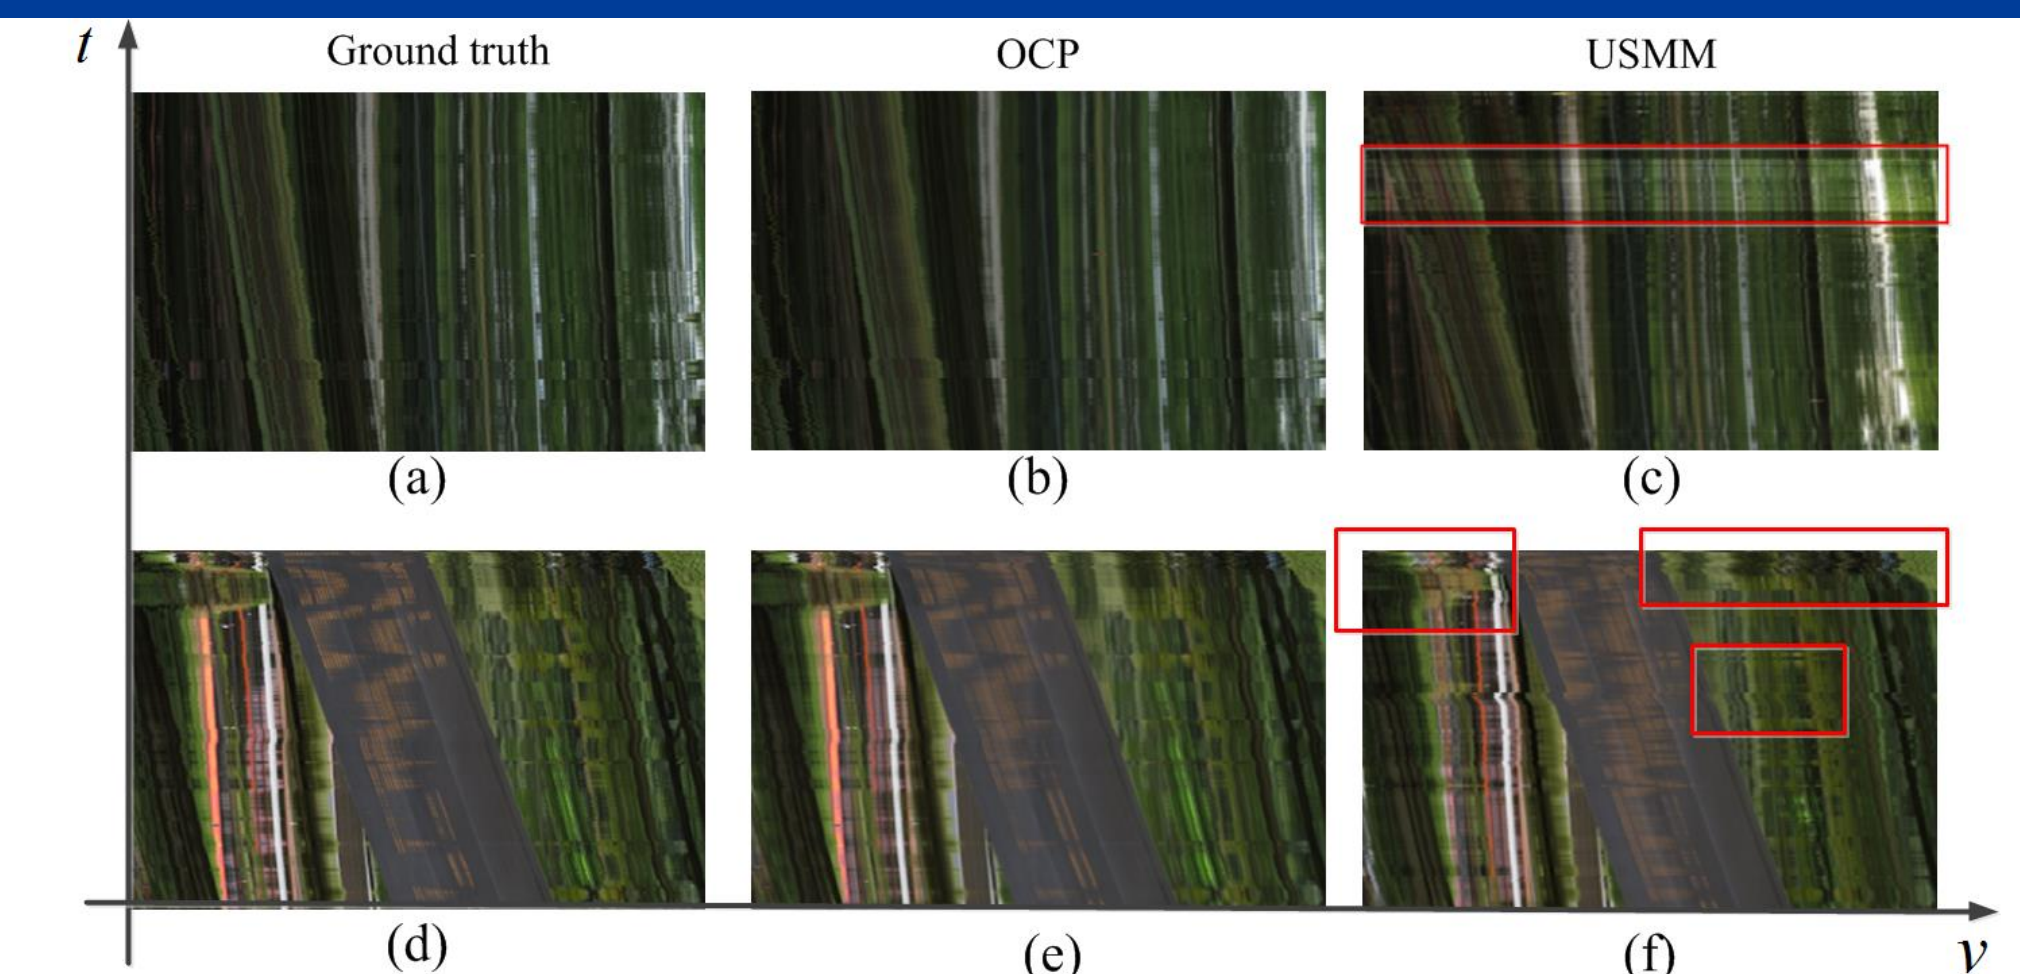 t
Ground truth
OCP
USMM
(a)
(b)
(c)
(d)
(e)
(f)
v